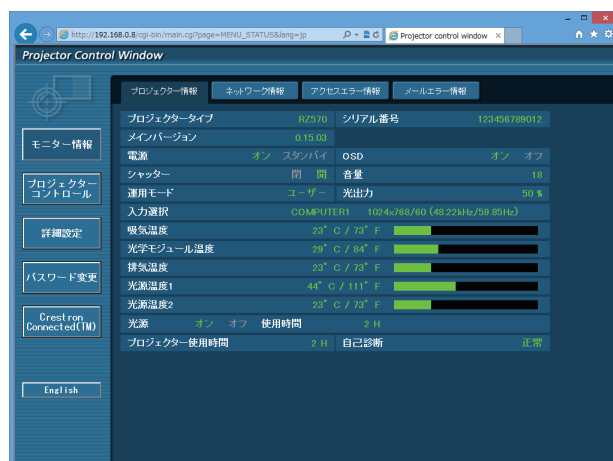 http://192.168.0.8/cgi-bin/main.cgi?page=MENU_STATUS&lang=jp
Projector control window
Projector Control Window
プロジェクター情報 ネットワーク情報 アクセスエラー情報 メールエラー情報
モニター情報
プロジェクター
コントロール
詳細設定
パスワード変更
Crestron
Connected(TM)
English
プロジェクタータイプ RZ570 シリアル番号 123456789012
メインバージョン 0.15.03
電源 オン スタンバイ OSD オン オフ
シャッター 閉 開 音量 18
運用モード ユーザー 光出力 50 %
入力選択 COMPUTER1 1024x768/60 (48.22kHz/59.85Hz)
吸気温度 23° C / 73° F
光学モジュール温度 29° C / 84° F
排気温度 23° C / 73° F
光源温度1 44° C / 111° F
光源温度2 23° C / 73° F
光源 オン オフ 使用時間 2 H
プロジェクター使用時間 2 H 自己診断 正常